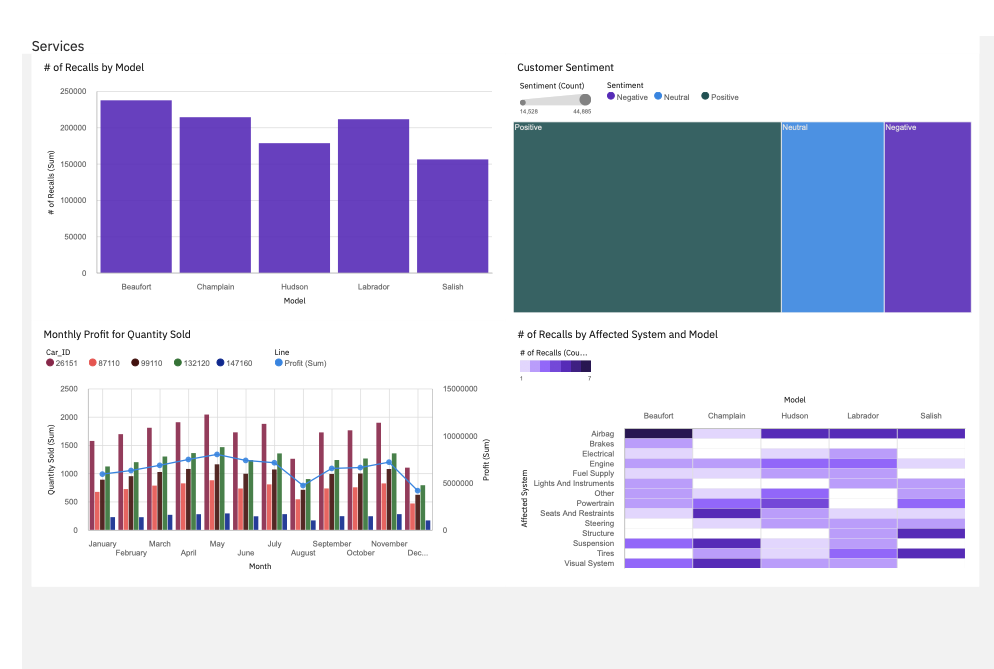 Services
# of Recalls by Model
# of Recalls (Sum)
250000
200000
150000
100000
50000
0
Beaufort Champlain Hudson Labrador Salish
Model
Customer Sentiment
Sentiment (Count)
14,528 44,885
Sentiment
Negative Neutral Positive
Positive Neutral Negative
Monthly Profit for Quantity Sold
Car_ID
26151 87110 99110 132120 147160
Line
Profit (Sum)
Quantity Sold (Sum)
2500
2000
1500
1000
500
0
15000000
10000000
5000000
0
Profit (Sum)
January March May July September November
February April June August October Dec...
Month
# of Recalls by Affected System and Model
# of Recalls (Cou...
1 7
Model
Beaufort Champlain Hudson Labrador Salish
Affected System
Airbag
Brakes
Electrical
Engine
Fuel Supply
Lights And Instruments
Other
Powertrain
Seats And Restraints
Steering
Structure
Suspension
Tires
Visual System